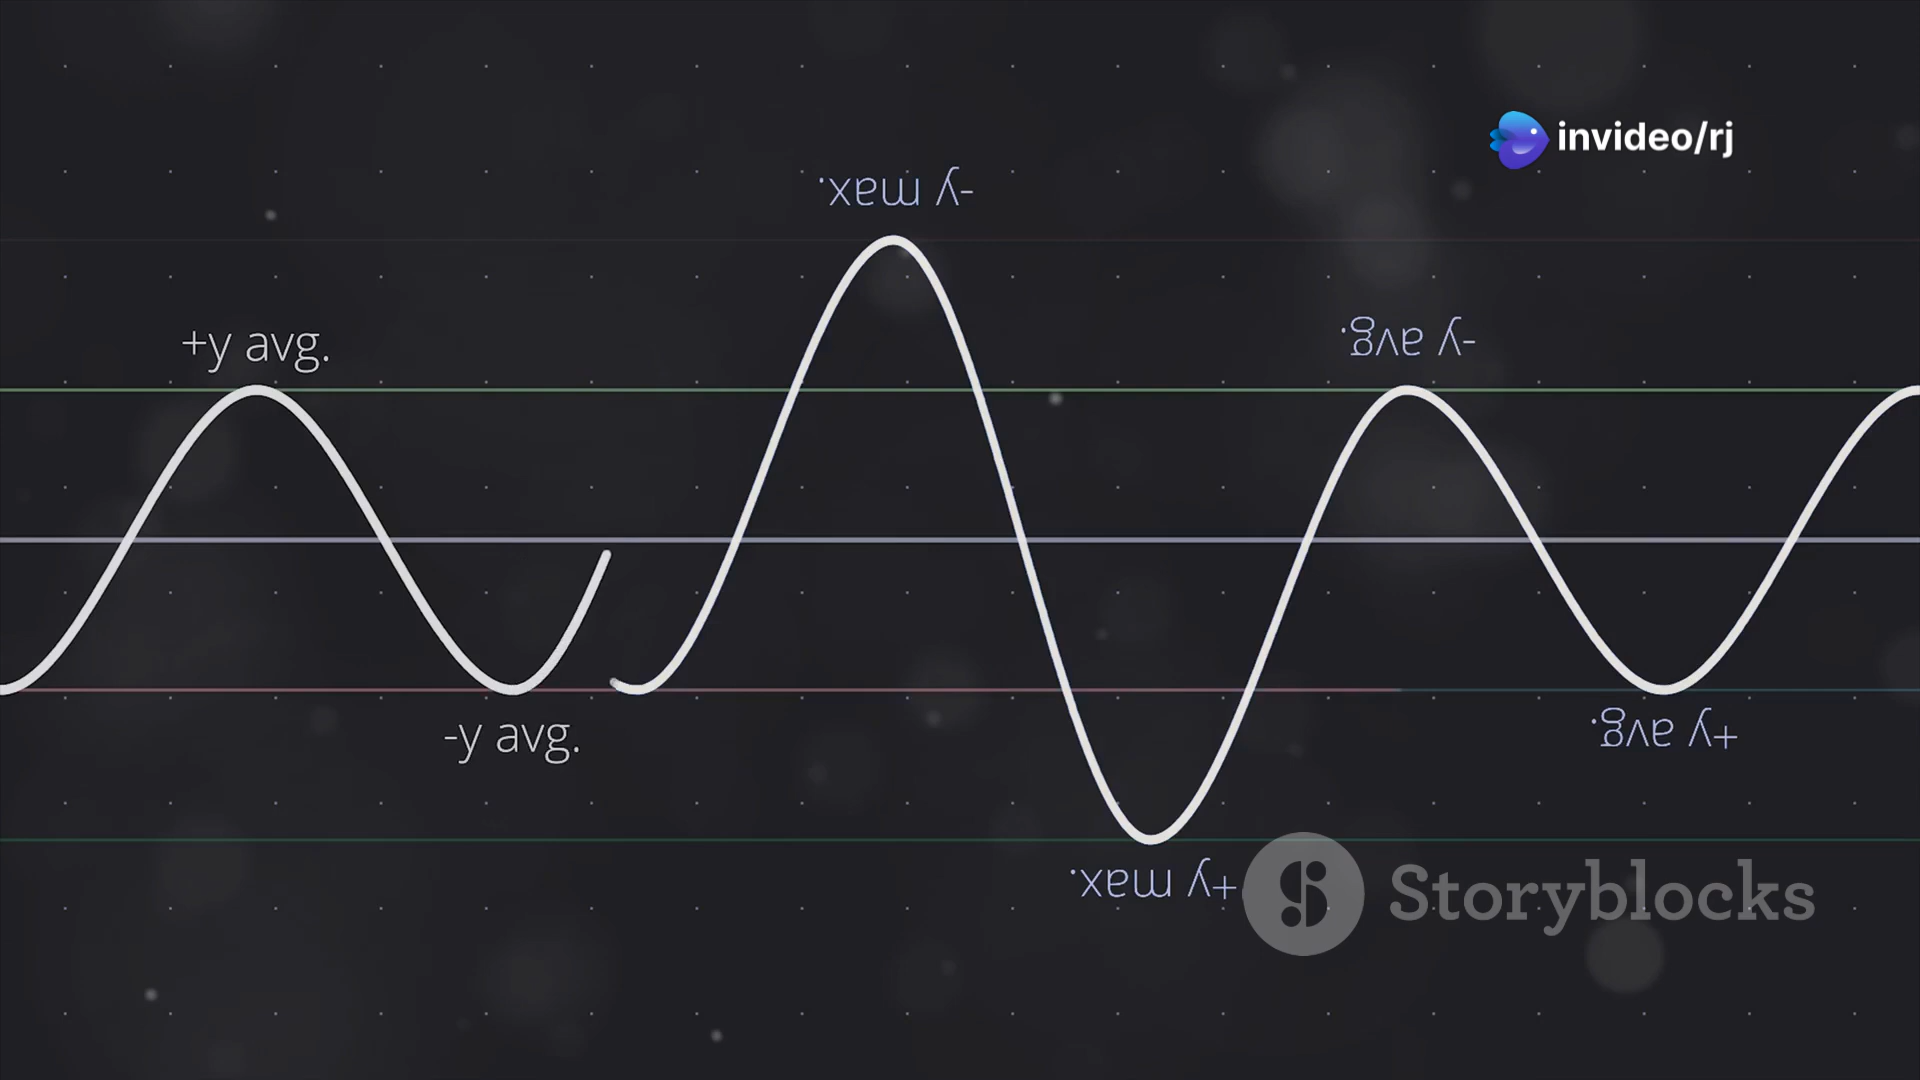 invideo/rj
-y max.
-y avg.
+y avg.
-y avg.
+y avg.
+y max.
Storyblocks